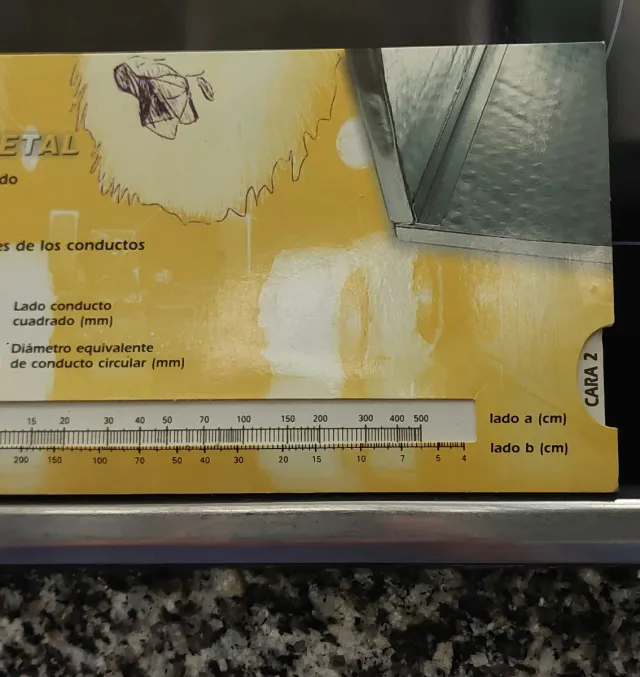 ETAL
do
es de los conductos
Lado conducto
cuadrado (mm)
Diámetro equivalente
de conducto circular (mm)
CARA 2
15 20 30 40 50 70 100 150 200 300 400 500 lado a (cm)
200 150 100 70 50 40 30 20 15 10 7 5 4 lado b (cm)